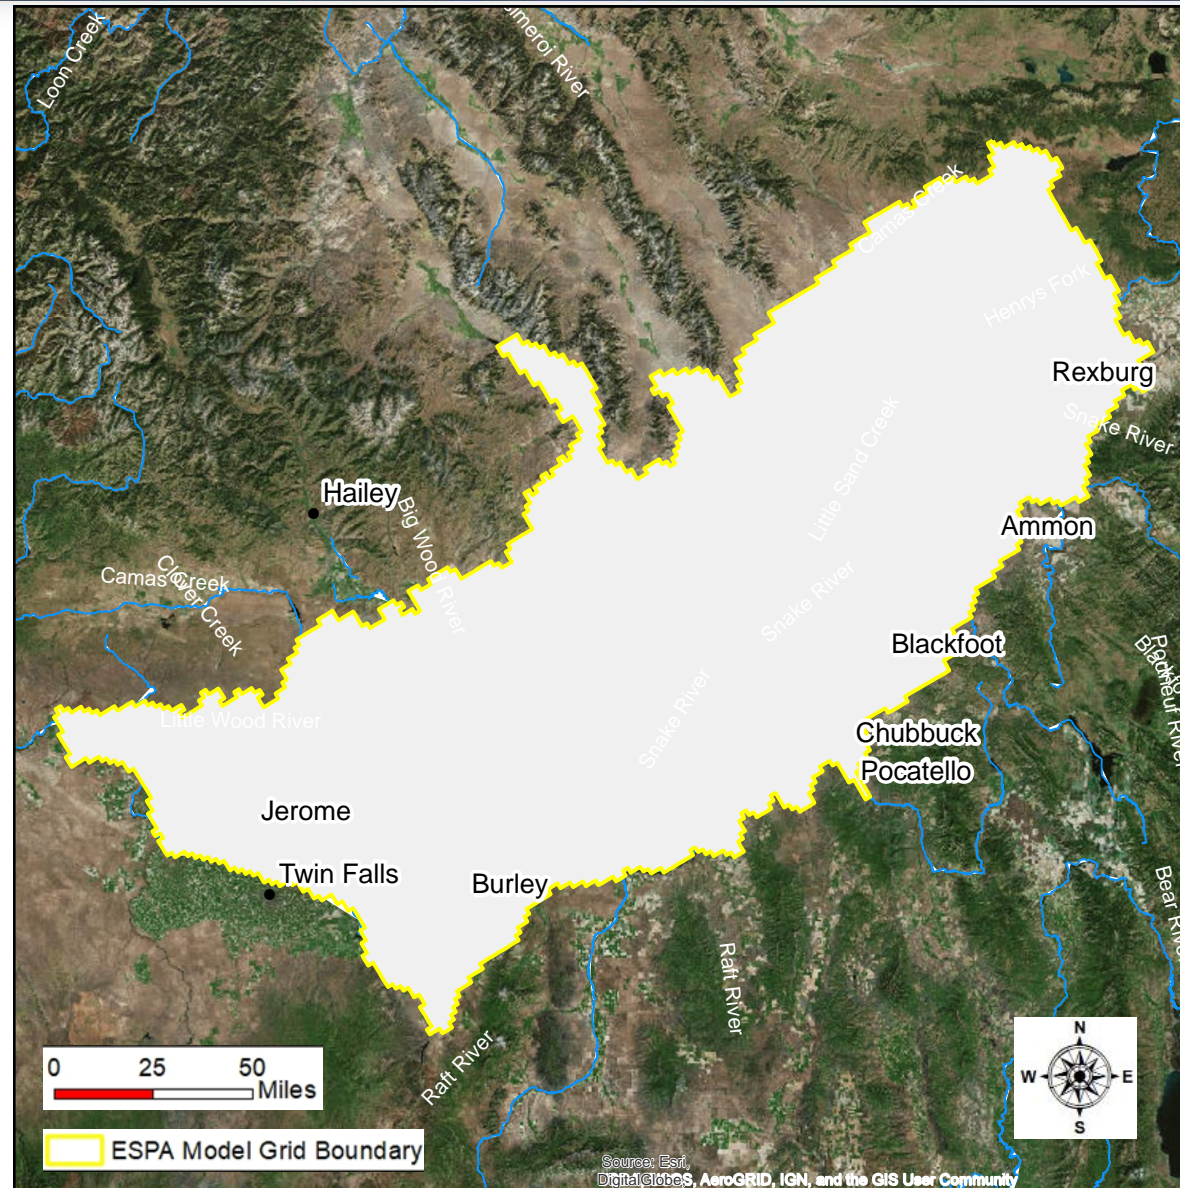 Loon Creek
Camas Creek
Henrys Fork
Rexburg
Snake River
Little Sand Creek
Hailey
Big Wood River
Ammon
Camas Creek
Clover Creek
Snake River
Blackfoot
Snake River
Little Wood River
Chubbuck
Pocatello
Jerome
Twin Falls
Burley
Bear River
Raft River
Raft River
N
W
E
S
0
25
50
Miles
ESPA Model Grid Boundary
Source: Esri,
DigitalGlobe, AeroGRID, IGN, and the GIS User Community